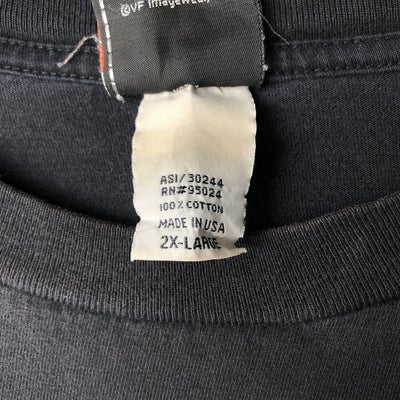 ©VF Imagewear,
ASI/30244
RN#95024
100% COTTON
MADE IN USA
2X-LARGE